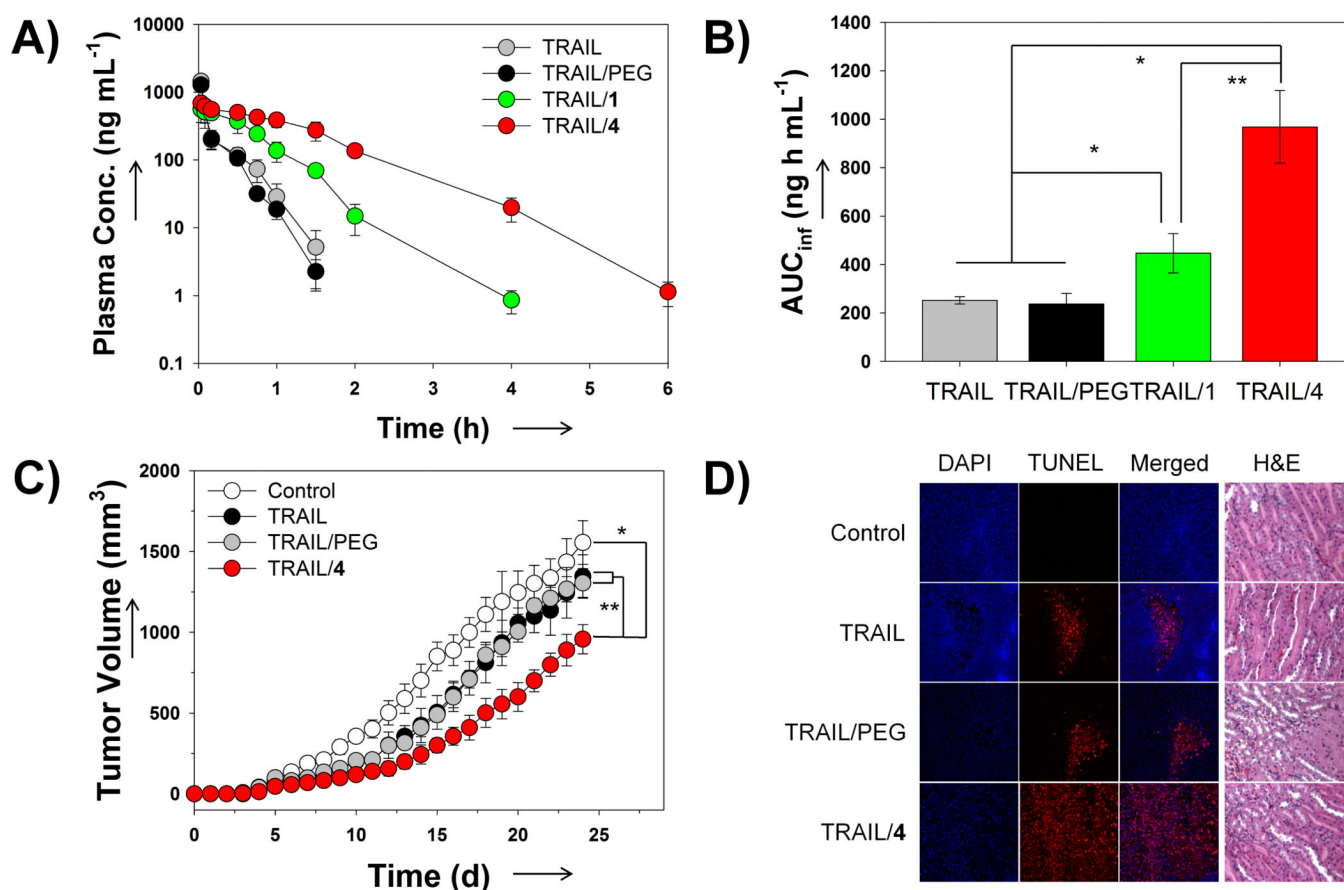 A)
Plasma Conc. (ng mL⁻¹)
10000
1000
100
10
1
0.1
0
1
2
3
4
5
6
Time (h)
TRAIL
TRAIL/PEG
TRAIL/1
TRAIL/4
B)
AUCinf (ng h mL⁻¹)
1400
1200
1000
800
600
400
200
0
*
**
*
TRAIL TRAIL/PEG TRAIL/1 TRAIL/4
C)
Tumor Volume (mm³)
2000
1500
1000
500
0
0
5
10
15
20
25
Time (d)
Control
TRAIL
TRAIL/PEG
TRAIL/4
*
**
D)
DAPI TUNEL Merged H&E
Control
TRAIL
TRAIL/PEG
TRAIL/4